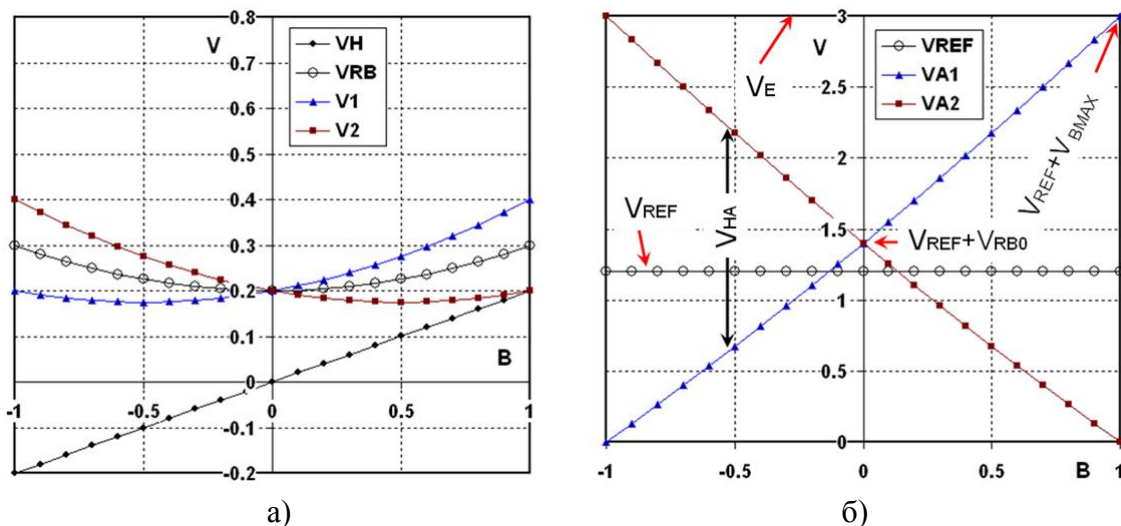 0.8
V
VH
VRB
V1
V2
0.7
0.6
0.5
0.4
0.3
0.2
0.1
B
0
-1
-0.5
0
0.5
1
-0.1
-0.2
а)
3
V
VREF
VA1
VA2
VE
2.5
2
VREF
VHA
VREF+VBMAX
1.5
VREF+VRB0
1
0.5
0
-1
-0.5
0
0.5
B
1
б)